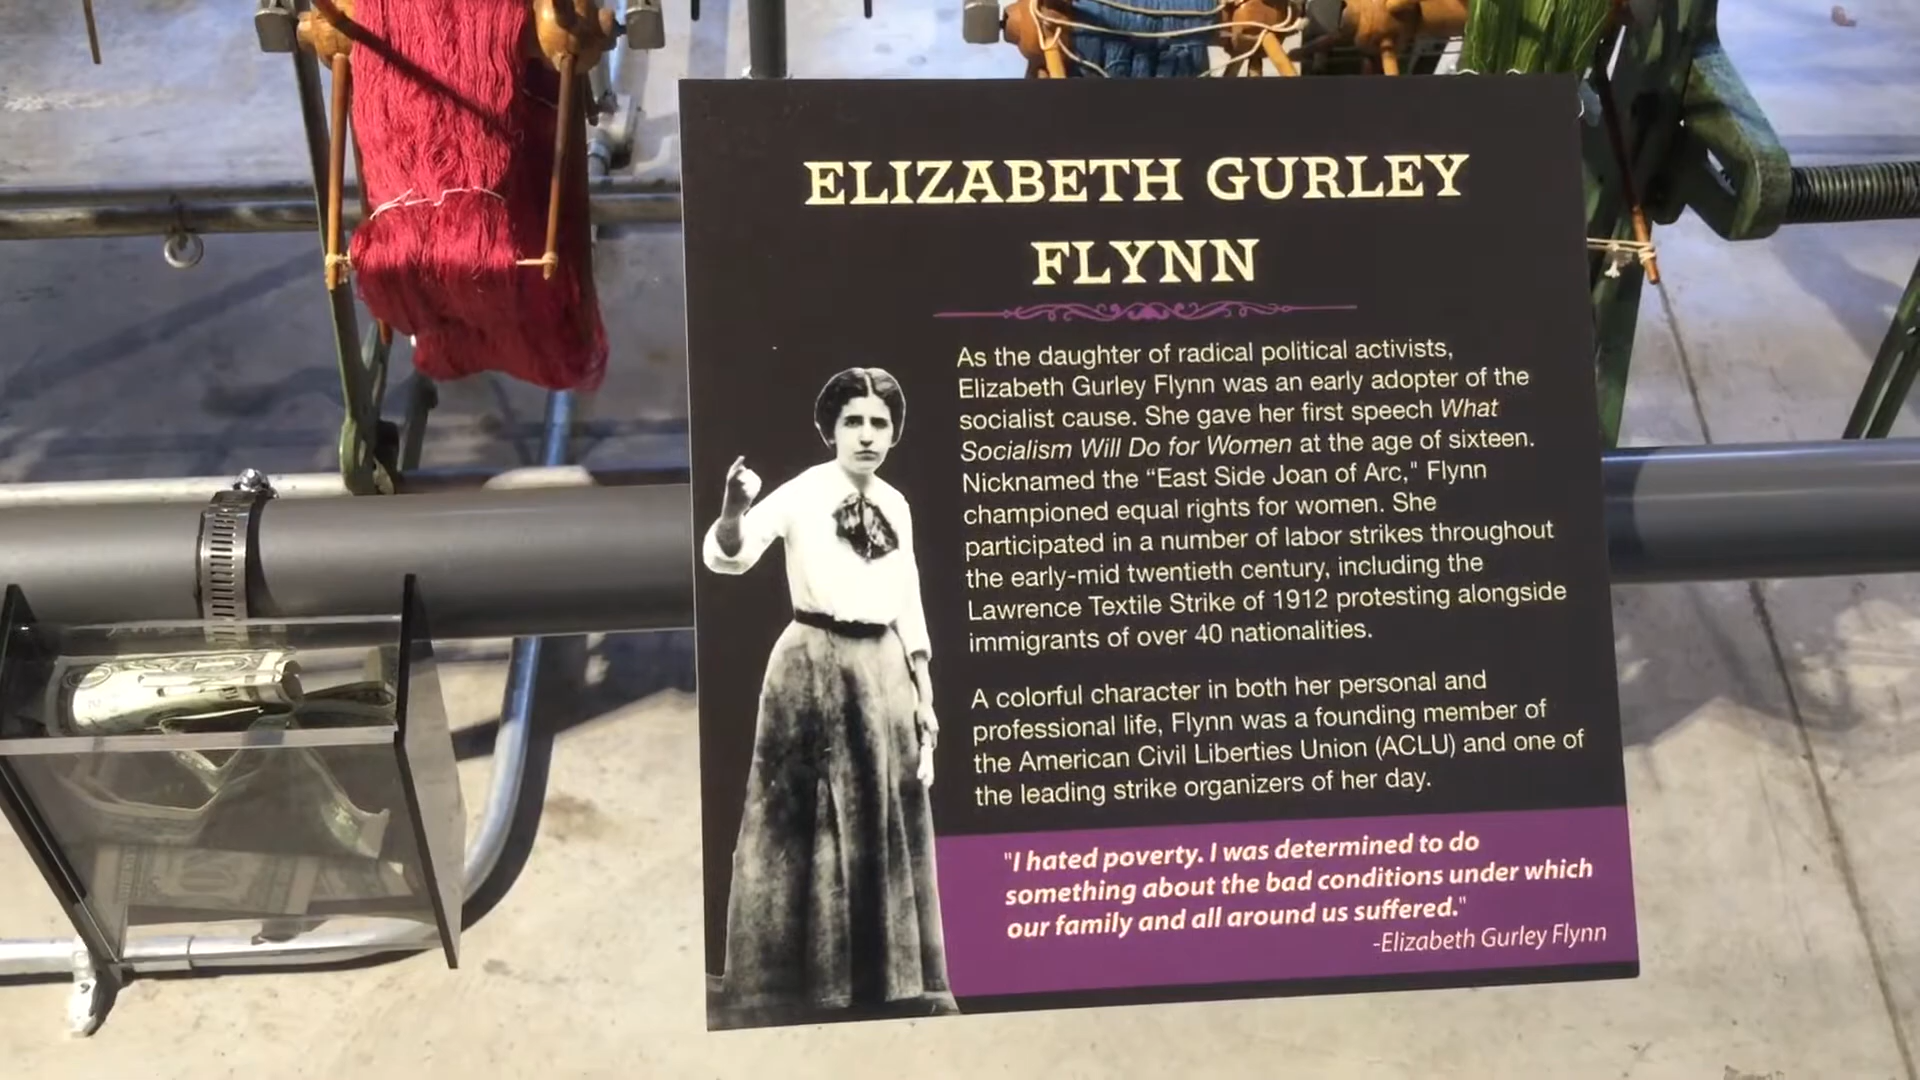 ELIZABETH GURLEY
FLYNN
As the daughter of radical political activists,
Elizabeth Gurley Flynn was an early adopter of the
socialist cause. She gave her first speech What
Socialism Will Do for Women at the age of sixteen.
Nicknamed the “East Side Joan of Arc," Flynn
championed equal rights for women. She
participated in a number of labor strikes throughout
the early-mid twentieth century, including the
Lawrence Textile Strike of 1912 protesting alongside
immigrants of over 40 nationalities.
A colorful character in both her personal and
professional life, Flynn was a founding member of
the American Civil Liberties Union (ACLU) and one of
the leading strike organizers of her day.
"I hated poverty. I was determined to do
something about the bad conditions under which
our family and all around us suffered."
-Elizabeth Gurley Flynn